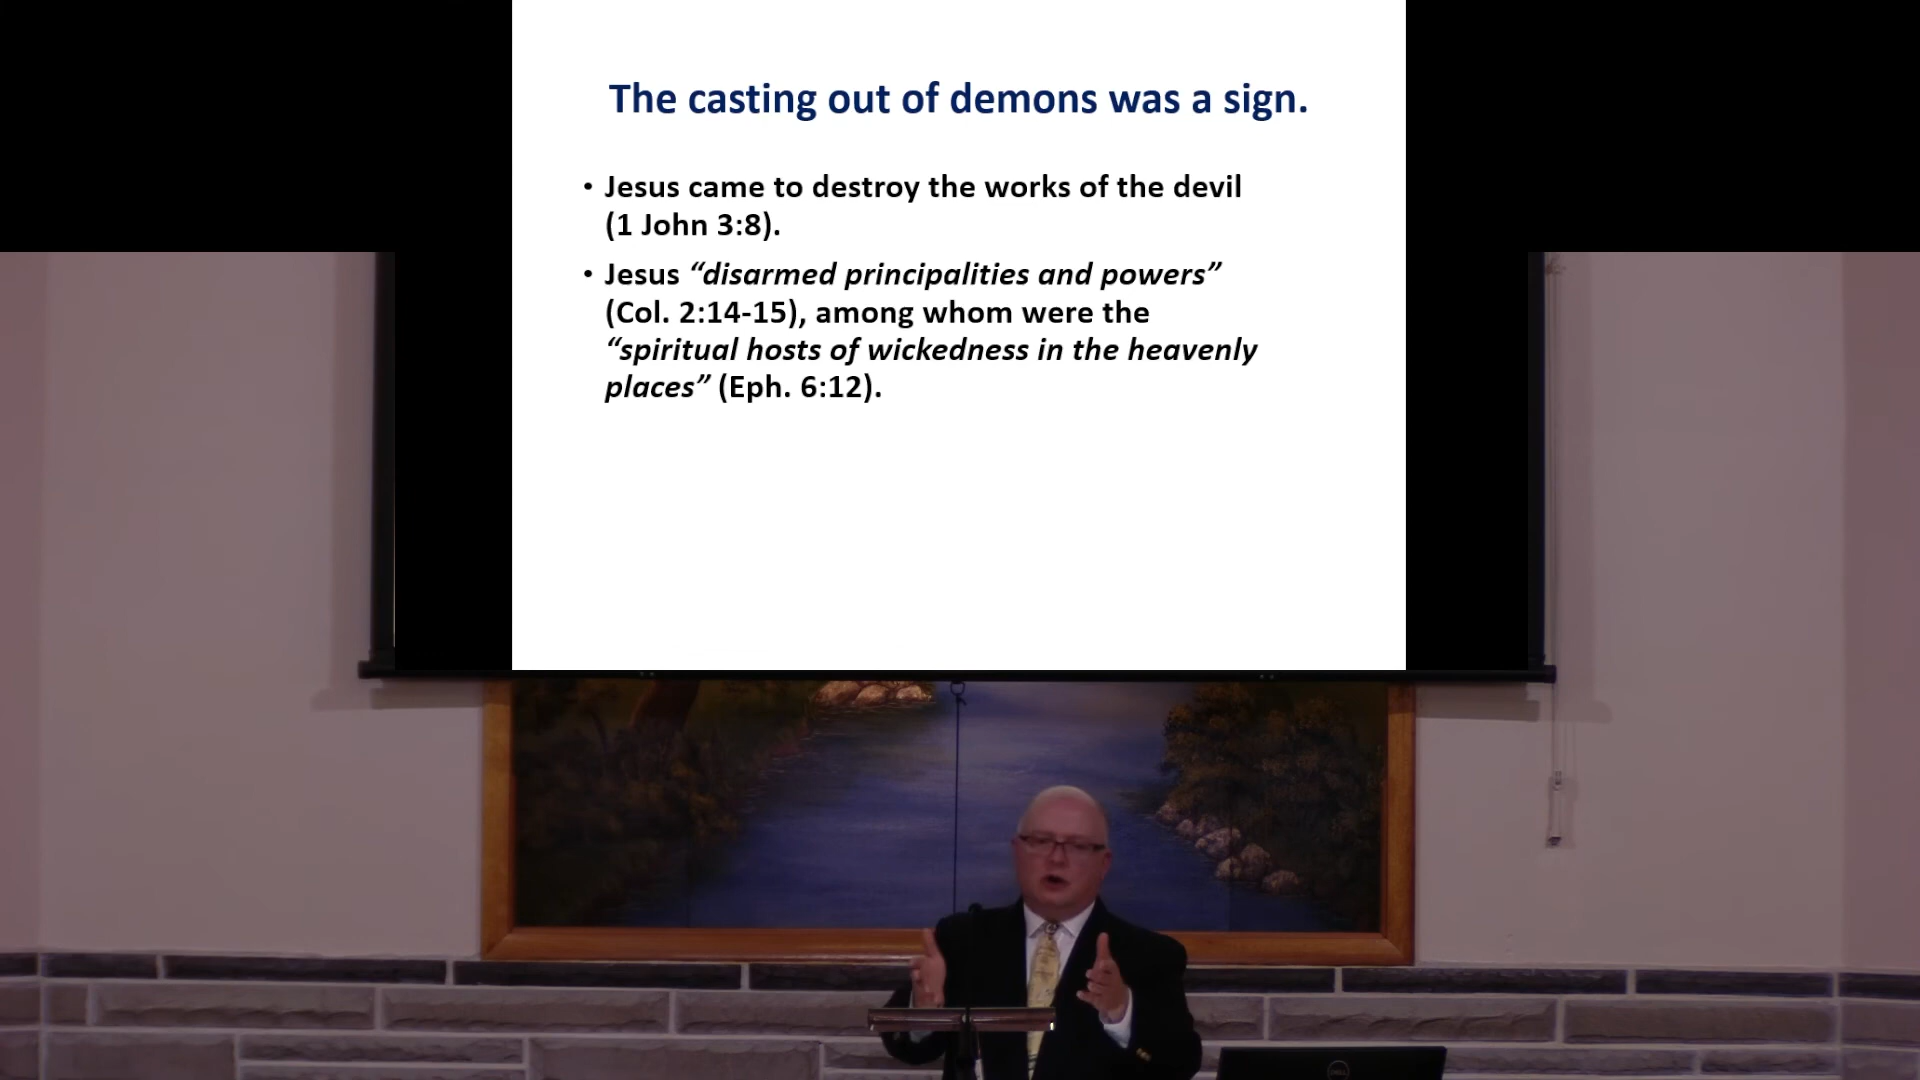 The casting out of demons was a sign.
• Jesus came to destroy the works of the devil
(1 John 3:8).
• Jesus “disarmed principalities and powers”
(Col. 2:14-15), among whom were the
“spiritual hosts of wickedness in the heavenly
places” (Eph. 6:12).
DELL